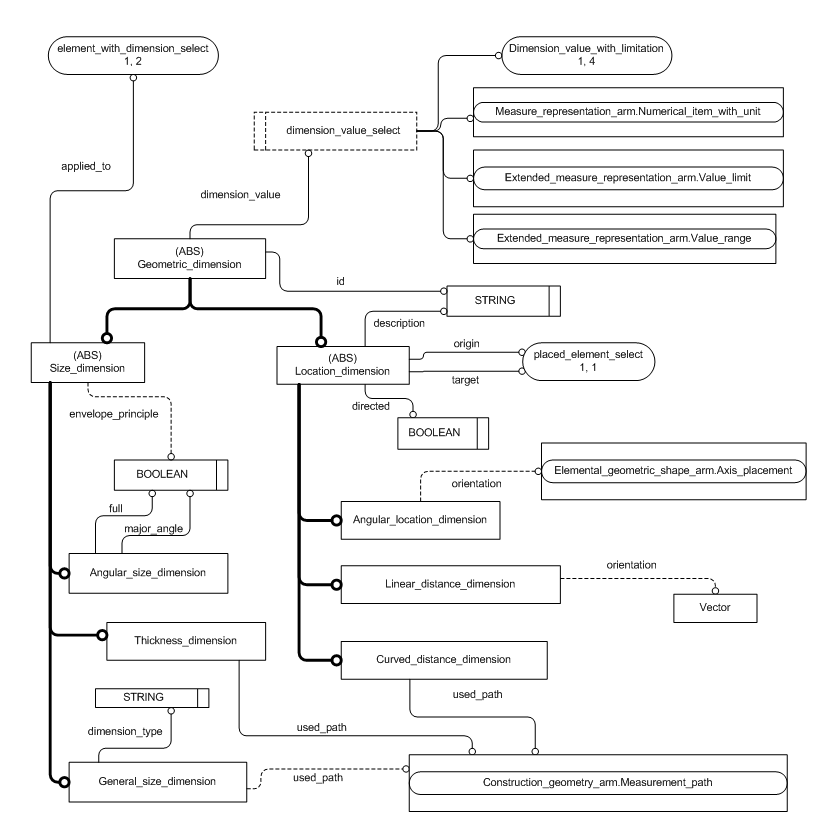 element_with_dimension_select
1, 2
Dimension_value_with_limitation
1, 4
Measure_representation_arm.Numerical_item_with_unit
dimension_value_select
applied_to
Extended_measure_representation_arm.Value_limit
dimension_value
Extended_measure_representation_arm.Value_range
(ABS)
Geometric_dimension
id
STRING
description
(ABS)
Size_dimension
(ABS)
Location_dimension
origin
target
placed_element_select
1, 1
directed
envelope_principle
BOOLEAN
BOOLEAN
Elemental_geometric_shape_arm.Axis_placement
orientation
full
major_angle
Angular_location_dimension
Angular_size_dimension
Linear_distance_dimension
orientation
Vector
Thickness_dimension
Curved_distance_dimension
used_path
STRING
dimension_type
used_path
General_size_dimension
used_path
Construction_geometry_arm.Measurement_path